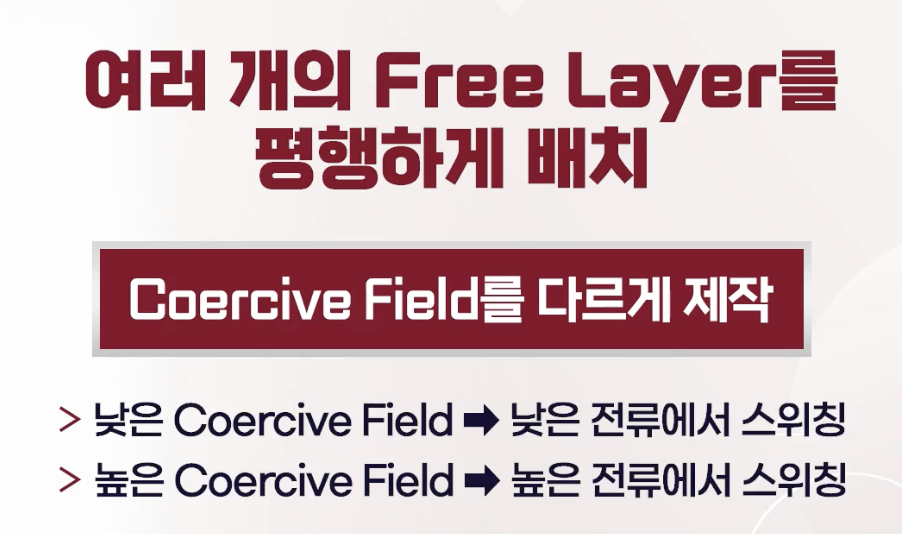 여러 개의 Free Layer를
평행하게 배치
Coercive Field를 다르게 제작
> 낮은 Coercive Field ➡ 낮은 전류에서 스위칭
> 높은 Coercive Field ➡ 높은 전류에서 스위칭